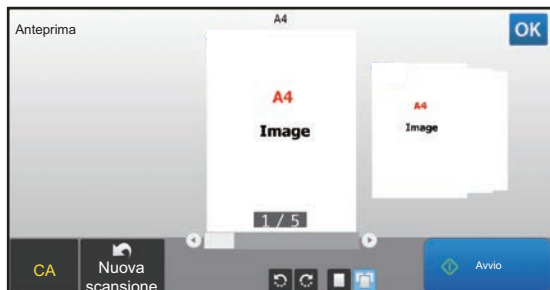 Anteprima
A4
OK
A4
Image
A4
Image
1 / 5
CA
Nuova
scansione
Avvio